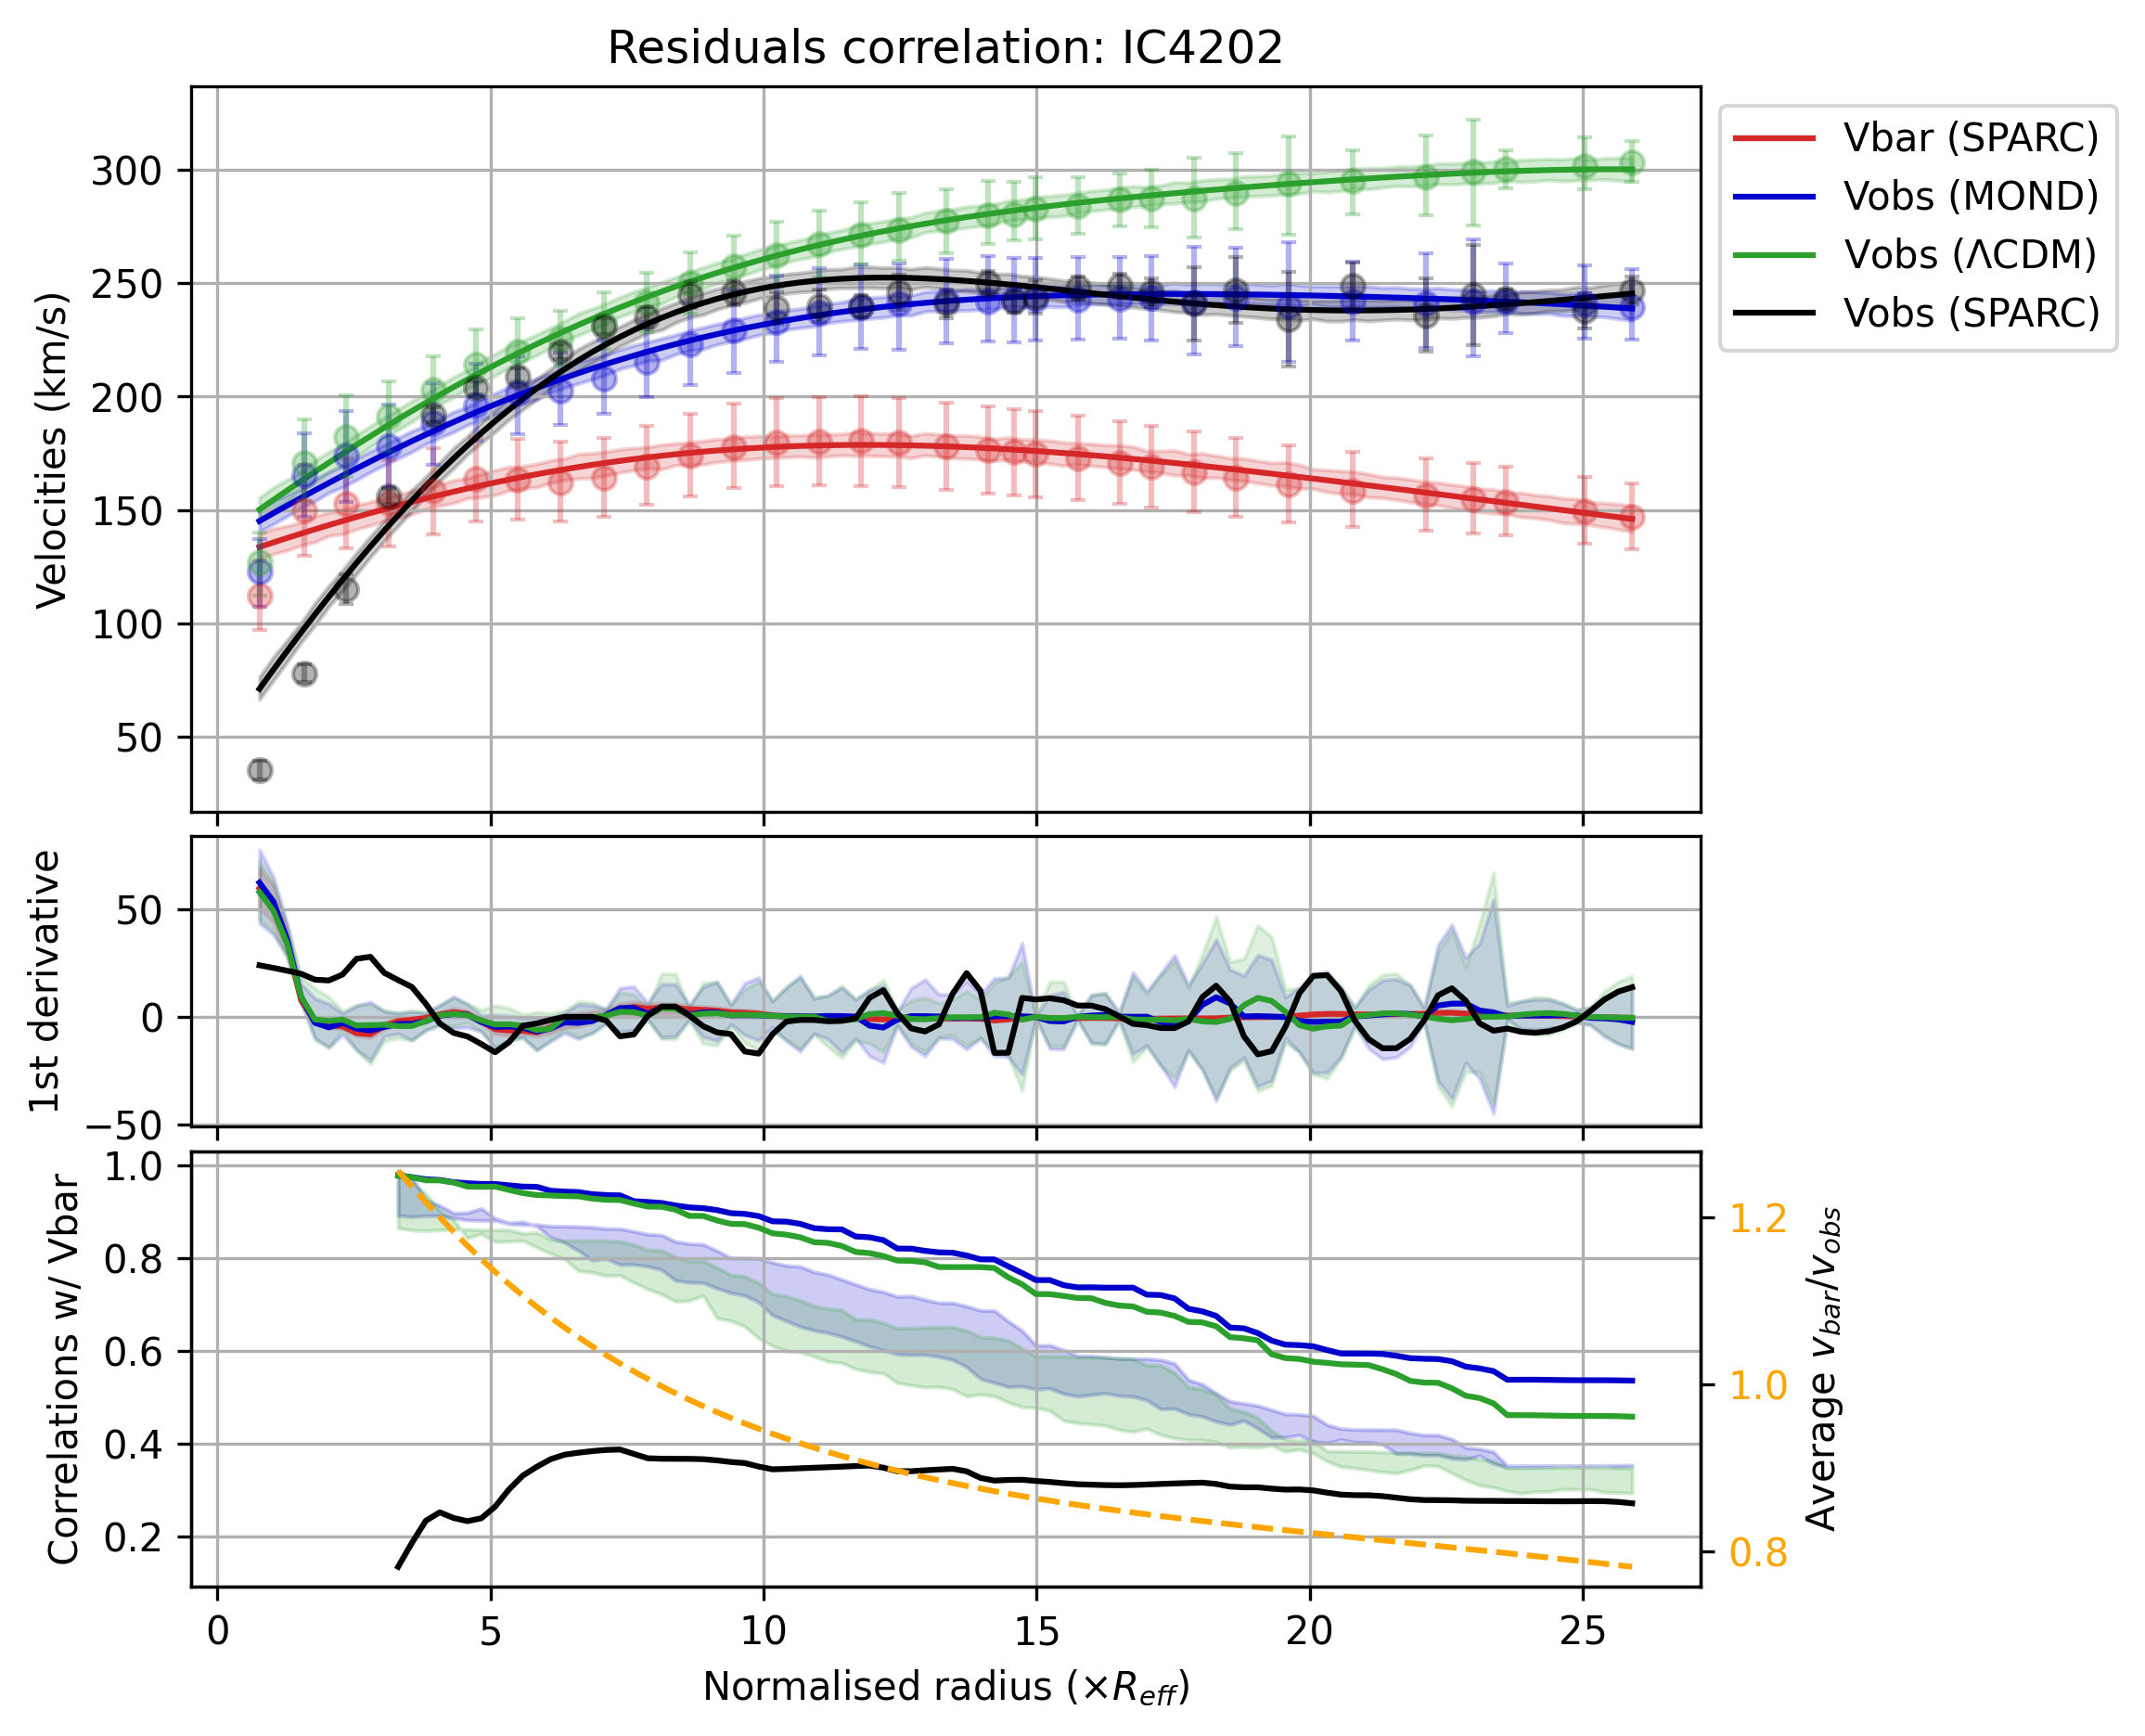 Residuals correlation: IC4202
Velocities (km/s)
300
250
200
150
100
50
Vbar (SPARC)
Vobs (MOND)
Vobs (ΛCDM)
Vobs (SPARC)
1st derivative
50
0
−50
Correlations w/ Vbar
1.0
0.8
0.6
0.4
0.2
1.2
1.0
0.8
Average v_bar/v_obs
0 5 10 15 20 25
Normalised radius (×R_eff)